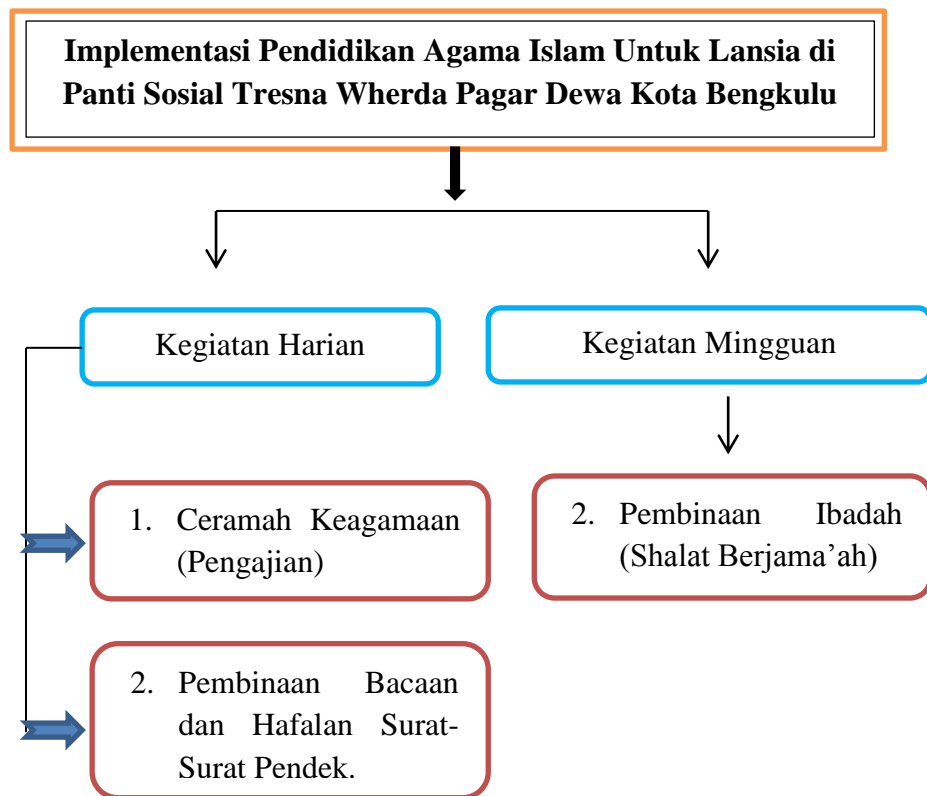 Implementasi Pendidikan Agama Islam Untuk Lansia di
Panti Sosial Tresna Wherda Pagar Dewa Kota Bengkulu
Kegiatan Harian
Kegiatan Mingguan
1. Ceramah Keagamaan
(Pengajian)
2. Pembinaan Ibadah
(Shalat Berjama’ah)
2. Pembinaan Bacaan
dan Hafalan Surat-
Surat Pendek.